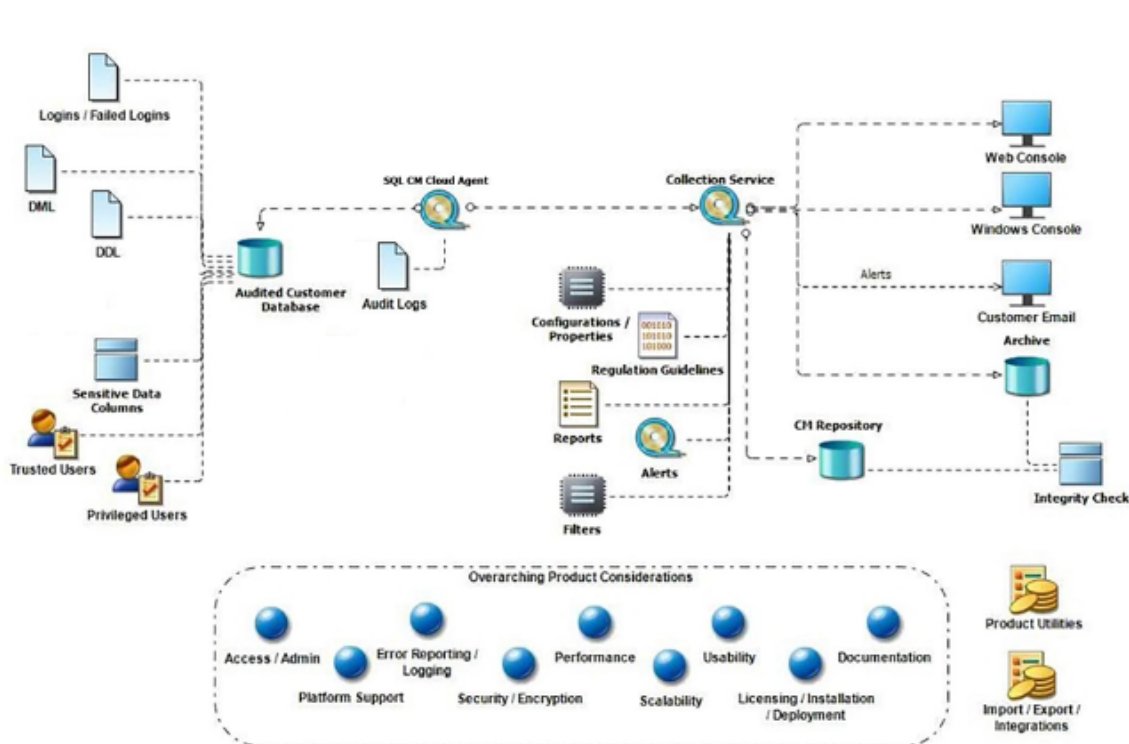 Logins / Failed Logins
DML
DDL
SQL CM Cloud Agent
Collection Service
Web Console
Windows Console
Audited Customer
Database
Audit Logs
Alerts
Customer Email
Archive
Configurations /
Properties
001010
101010
101000
Regulation Guidelines
Sensitive Data
Columns
Reports
CM Repository
Trusted Users
Alerts
Privileged Users
Filters
Integrity Check
Overarching Product Considerations
Access / Admin
Platform Support
Error Reporting /
Logging
Security / Encryption
Performance
Scalability
Usability
Licensing / Installation
/ Deployment
Documentation
Product Utilities
Import / Export /
Integrations